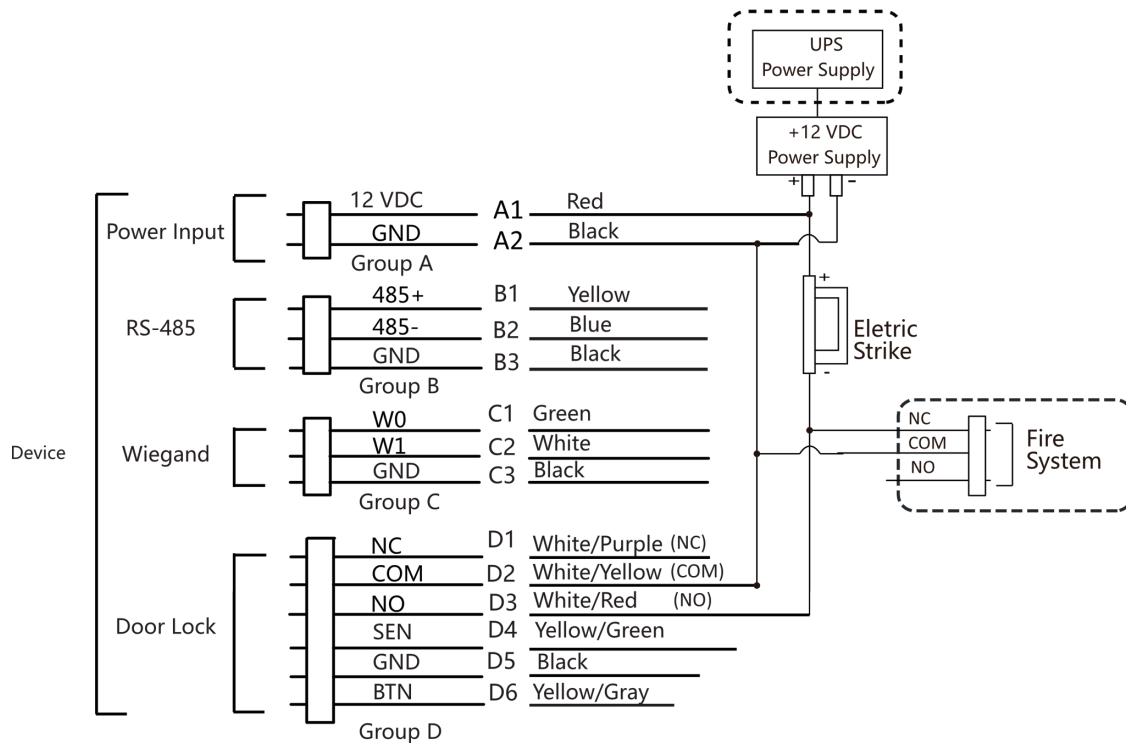 UPS
Power Supply
+12 VDC
Power Supply
+ -
12 VDC A1 Red
Power Input
GND A2 Black
Group A
485+ B1 Yellow
RS-485
485- B2 Blue
GND B3 Black
Group B
+
Eletric
Strike
-
W0 C1 Green
Wiegand
W1 C2 White
GND C3 Black
Group C
NC
COM
NO
Fire
System
Device
NC D1 White/Purple (NC)
COM D2 White/Yellow (COM)
NO D3 White/Red (NO)
Door Lock
SEN D4 Yellow/Green
GND D5 Black
BTN D6 Yellow/Gray
Group D